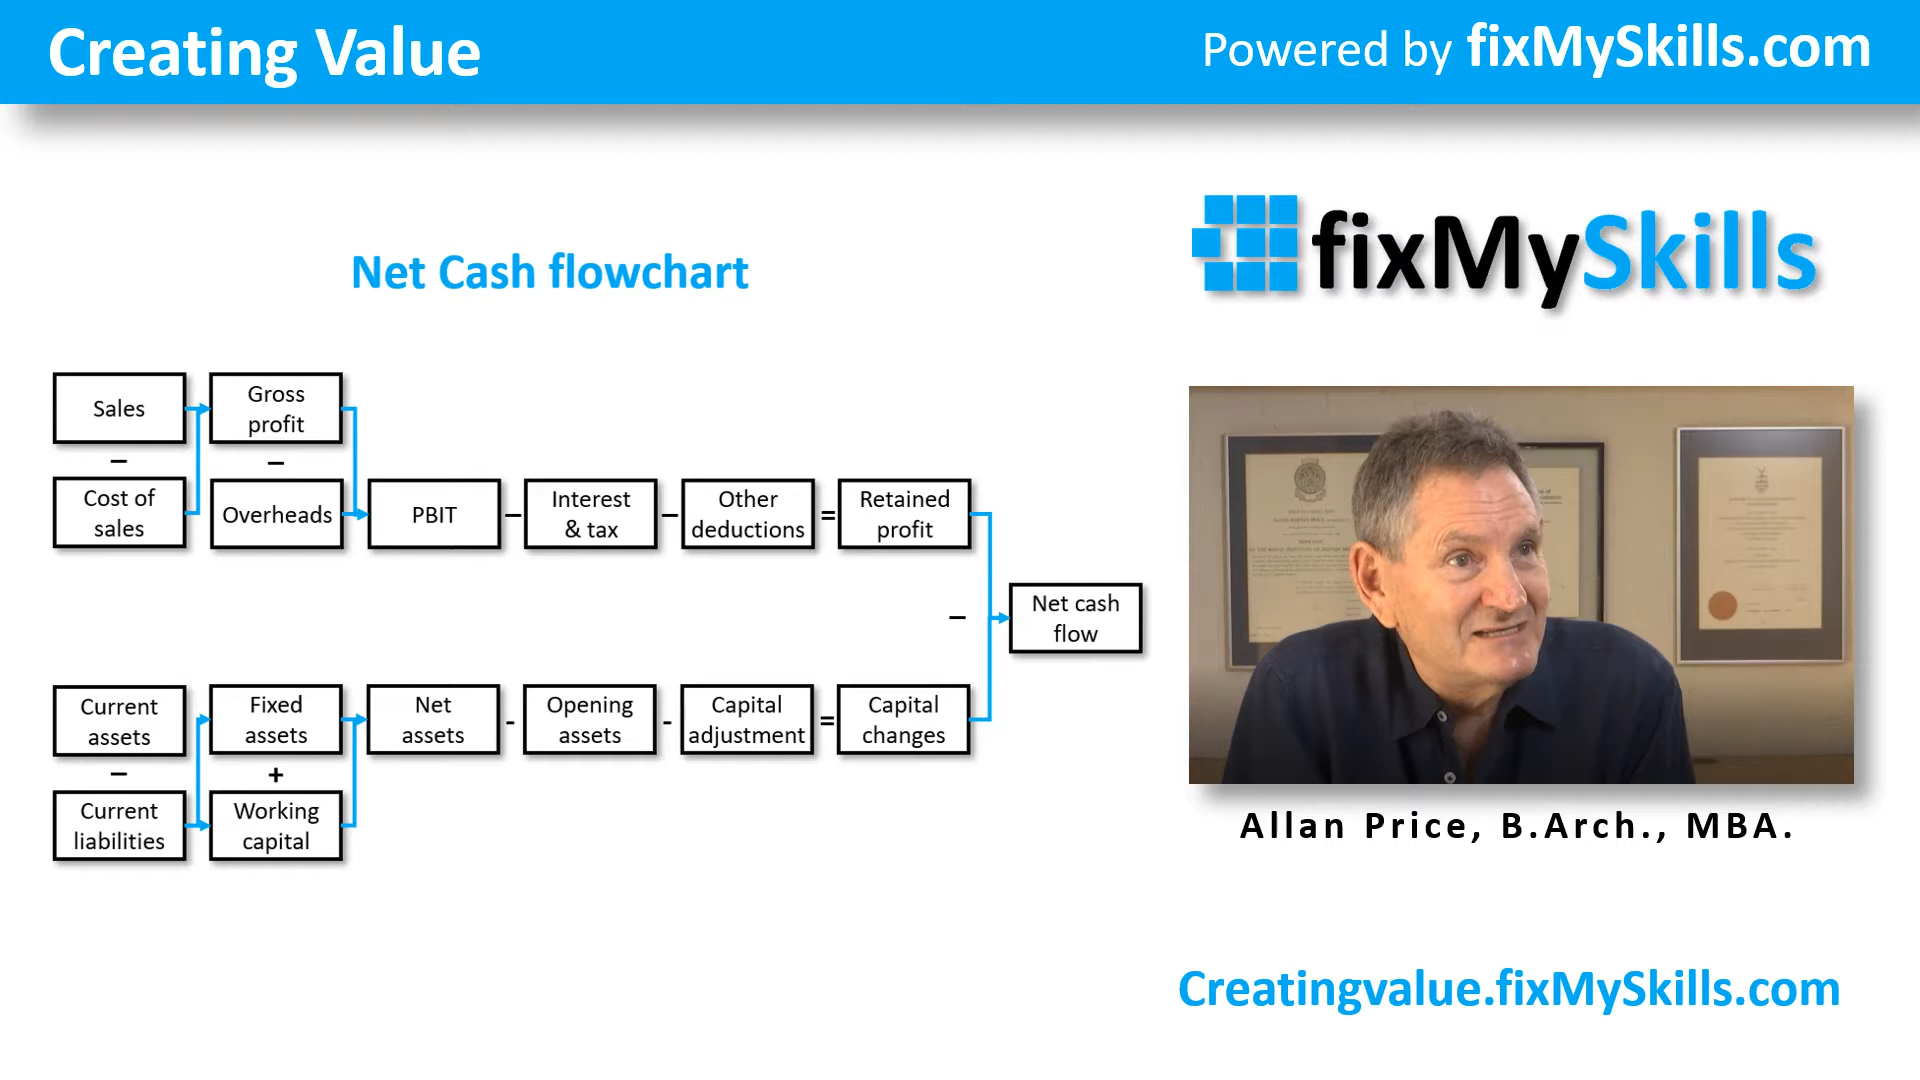 Creating Value
Powered by fixMySkills.com
fixMySkills
Net Cash flowchart
Sales
–
Cost of
sales
Gross
profit
–
Overheads
PBIT
–
Interest
& tax
–
Other
deductions
=
Retained
profit
–
Net cash
flow
Current
assets
–
Current
liabilities
Fixed
assets
+
Working
capital
Net
assets
-
Opening
assets
-
Capital
adjustment
=
Capital
changes
Allan Price, B.Arch., MBA.
Creatingvalue.fixMySkills.com